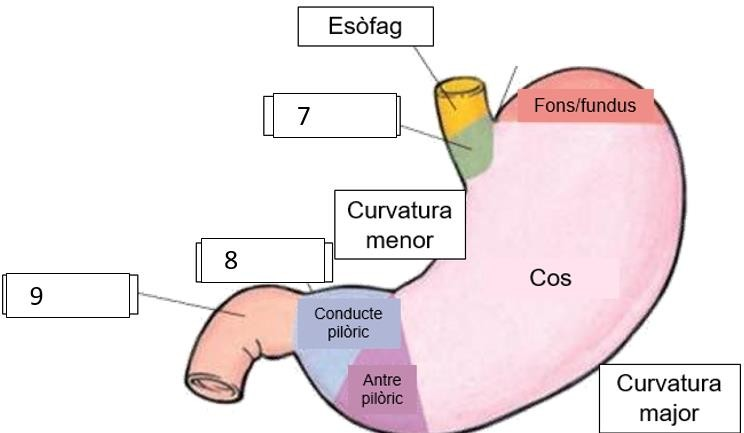 Esòfag
7
Fons/fundus
Curvatura
menor
8
Cos
9
Conducte
pilòric
Antre
pilòric
Curvatura
major